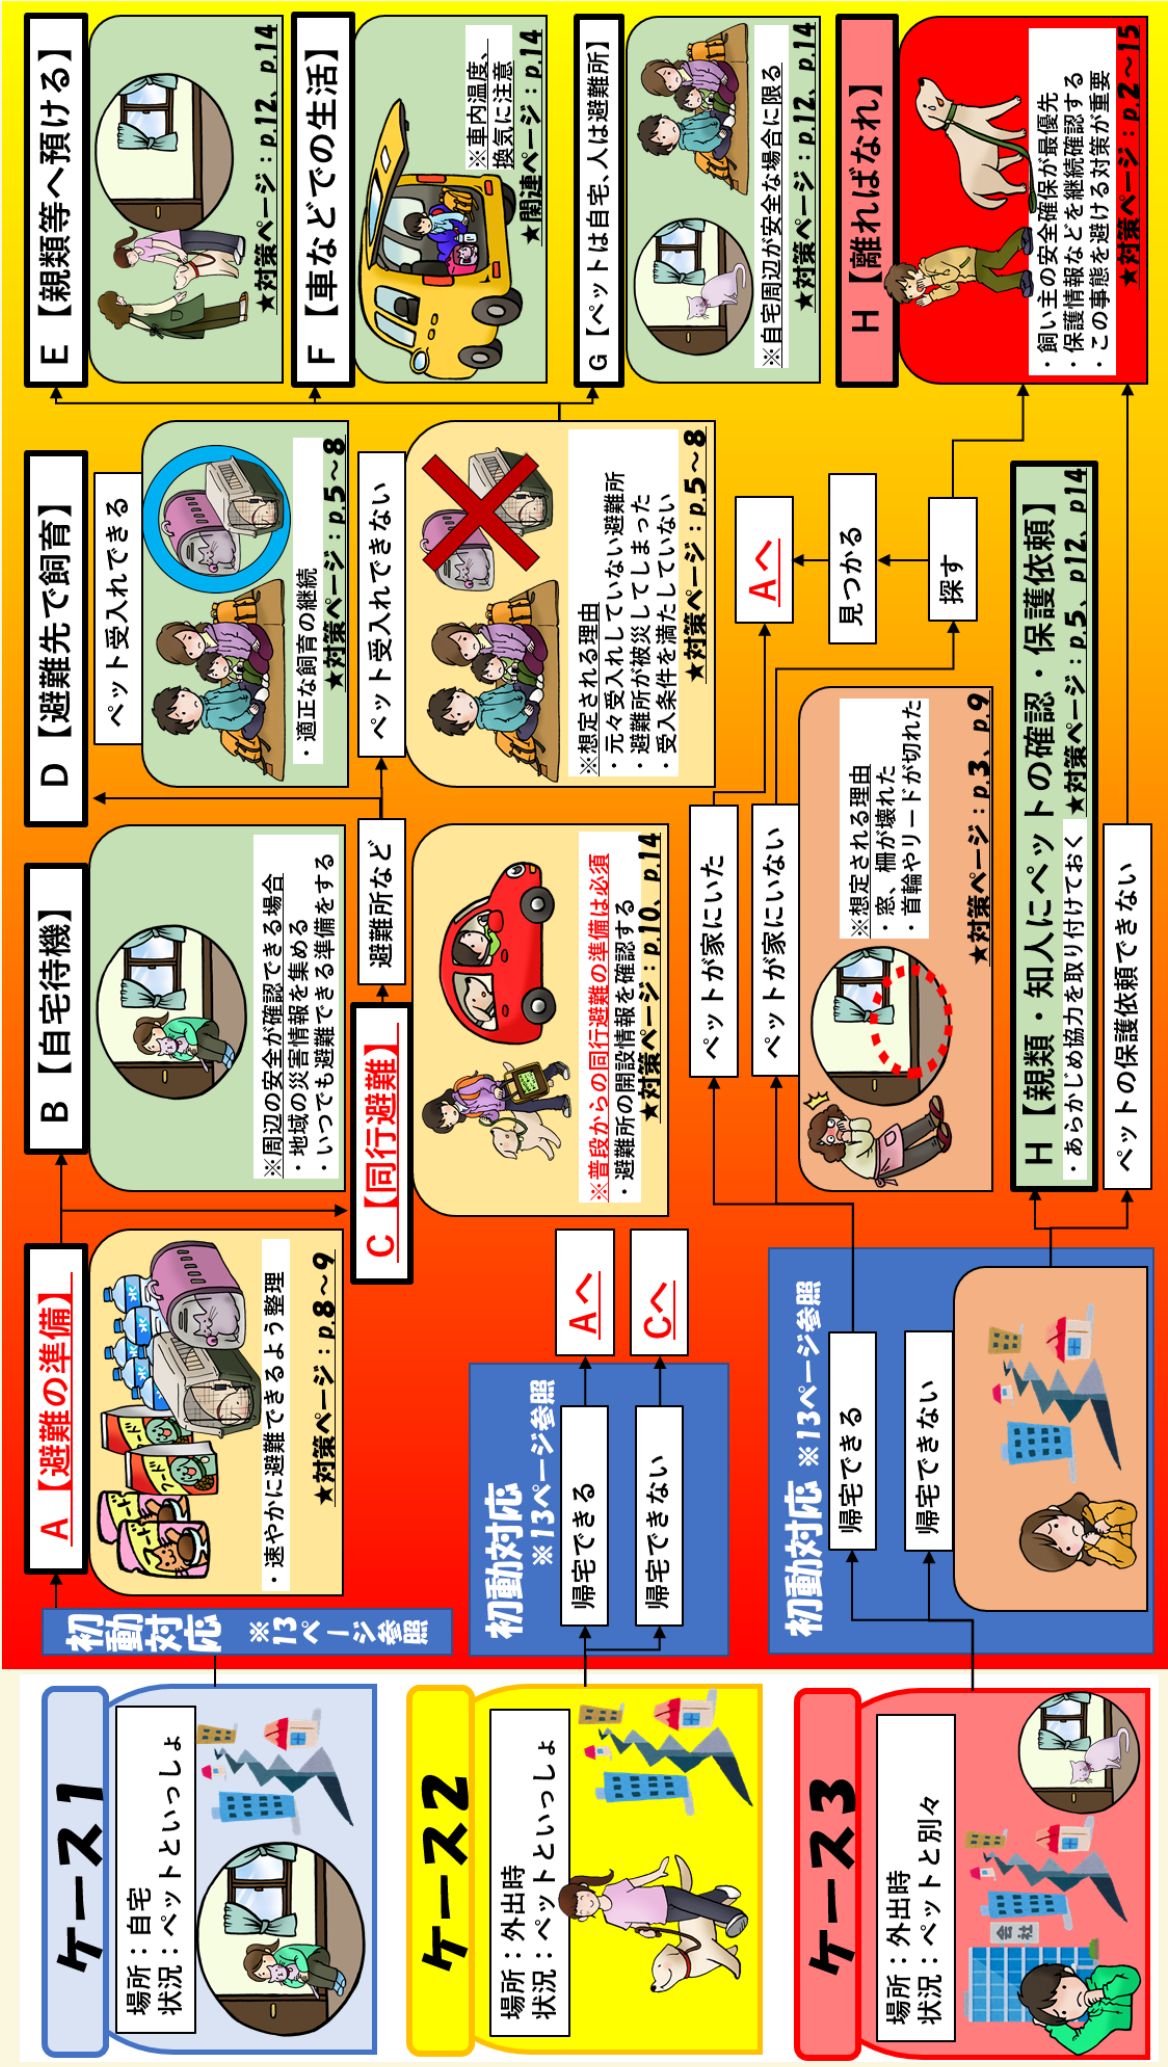 ケース1
場所：自宅
状況：ペットといっしょ
初動対応
※13ページ参照
A【避難の準備】
・速やかに避難できるよう整理
★対策ページ：p.8～9
B【自宅待機】
※周辺の安全が確認できる場合
・地域の災害情報を集める
・いつでも避難できる準備をする
C【同行避難】
※普段からの同行避難の準備は必須
・避難所の開設情報を確認する
★対策ページ：p.10、p.14
避難所など
D【避難先で飼育】
ペット受入れできる
・適正な飼育の継続
★対策ページ：p.5～8
ペット受入れできない
※想定される理由
・元々受入れしていない避難所
・避難所が被災してしまった
・受入条件を満たしていない
★対策ページ：p.5～8
E【親類等へ預ける】
★対策ページ：p.12、p.14
F【車などでの生活】
※車内温度、
換気に注意
★関連ページ：p.14
G【ペットは自宅、人は避難所】
※自宅周辺が安全な場合に限る
★対策ページ：p.12、p.14
H【離ればなれ】
・飼い主の安全確保が最優先
・保護情報などを継続確認する
・この事態を避ける対策が重要
★対策ページ：p.2～15
ケース2
場所：外出時
状況：ペットといっしょ
初動対応
※13ページ参照
帰宅できる
Aへ
帰宅できない
Cへ
ケース3
場所：外出時
状況：ペットと別々
会社
初動対応 ※13ページ参照
帰宅できる
帰宅できない
ペットが家にいた
Aへ
ペットが家にいない
※想定される理由
・窓、柵が壊れた
・首輪やリードが切れた
★対策ページ：p.3、p.9
探す
見つかる
H【親類・知人にペットの確認・保護依頼】
・あらかじめ協力を取り付けておく ★対策ページ：p5、p12、p14
ペットの保護依頼できない